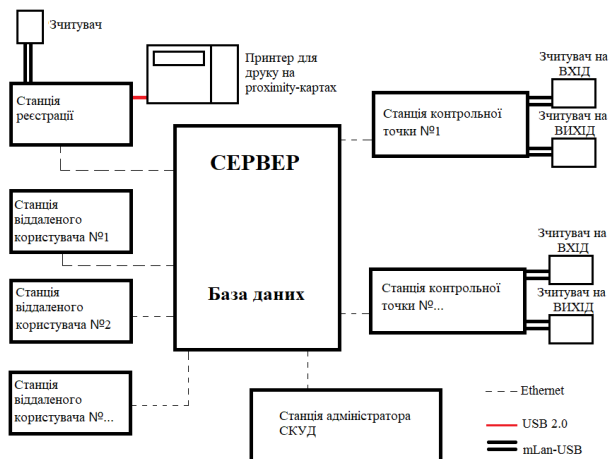 Зчитувач
Принтер для
друку на
proximity-картах
Станція
реєстрації
СЕРВЕР
База даних
Станція
віддаленого
користувача №1
Станція
віддаленого
користувача №2
Станція
віддаленого
користувача №...
Станція контрольної
точки №1
Зчитувач на
ВХІД
Зчитувач на
ВИХІД
Станція контрольної
точки №...
Зчитувач на
ВХІД
Зчитувач на
ВИХІД
Станція адміністратора
СКУД
Ethernet
USB 2.0
mLan-USB